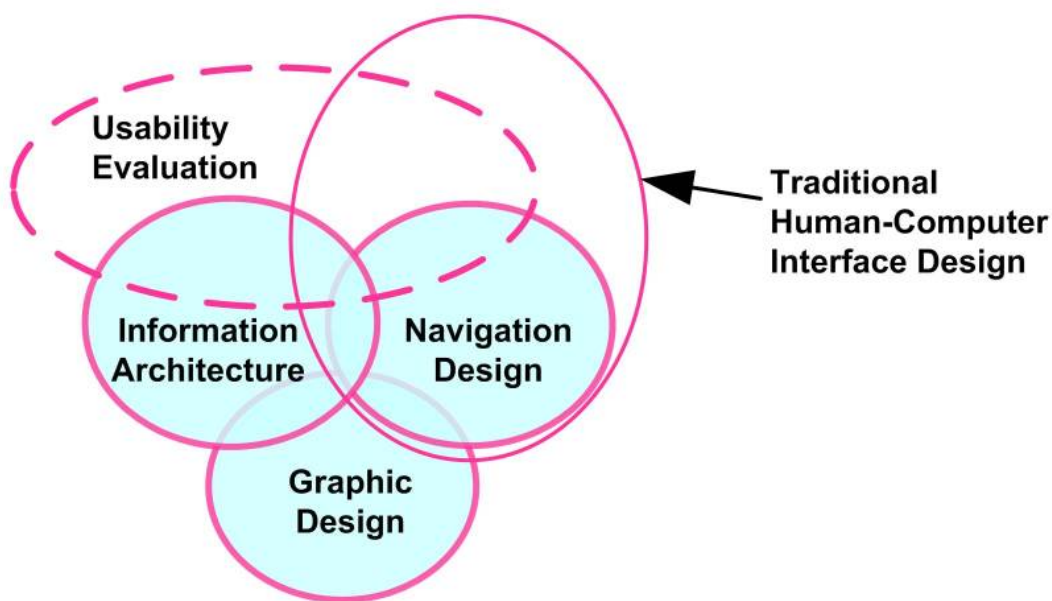 Usability
Evaluation
Traditional
Human-Computer
Interface Design
Information
Architecture
Navigation
Design
Graphic
Design